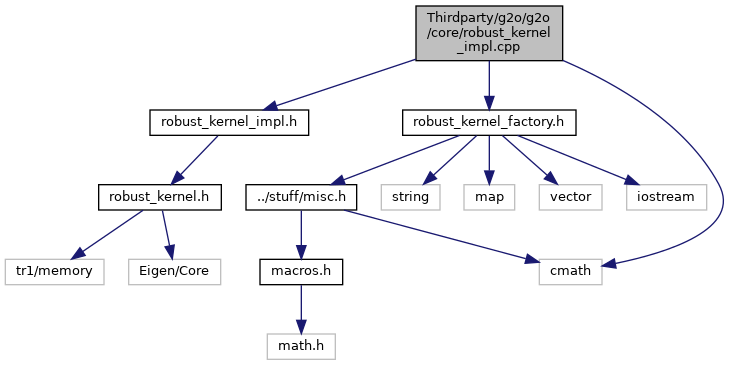 Thirdparty/g2o/g2o
/core/robust_kernel
_impl.cpp
robust_kernel_impl.h
robust_kernel_factory.h
robust_kernel.h
../stuff/misc.h
string
map
vector
iostream
tr1/memory
Eigen/Core
macros.h
cmath
math.h